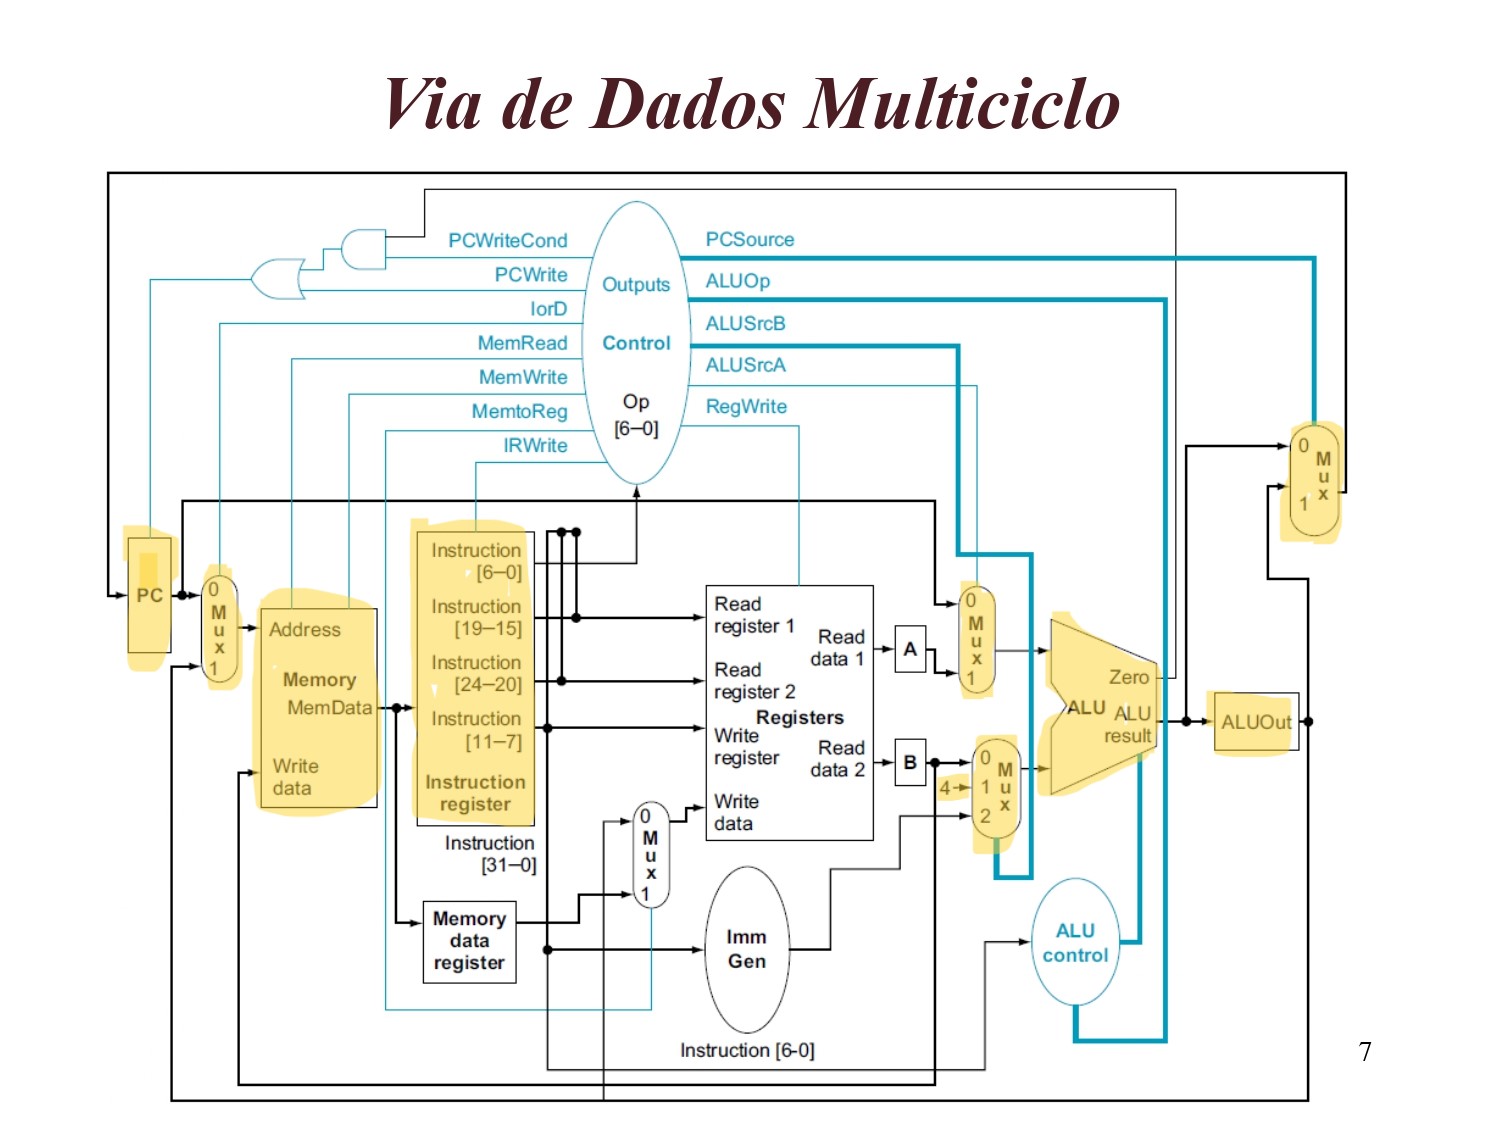 Via de Dados Multiciclo
PCWriteCond
PCWrite
IorD
MemRead
MemWrite
MemtoReg
IRWrite
Outputs
Control
Op
[6–0]
PCSource
ALUOp
ALUSrcB
ALUSrcA
RegWrite
0
M
u
x
1
PC
0
M
u
x
1
Address
Memory
MemData
Write
data
Instruction
[6–0]
Instruction
[19–15]
Instruction
[24–20]
Instruction
[11–7]
Instruction
register
Instruction
[31–0]
Memory
data
register
0
M
u
x
1
Read
register 1
Read
register 2
Registers
Write
register
Write
data
Read
data 1
Read
data 2
A
B
0
M
u
x
1
4
0
1
2
M
u
x
Zero
ALU
ALU
result
ALUOut
Imm
Gen
Instruction [6-0]
ALU
control
7